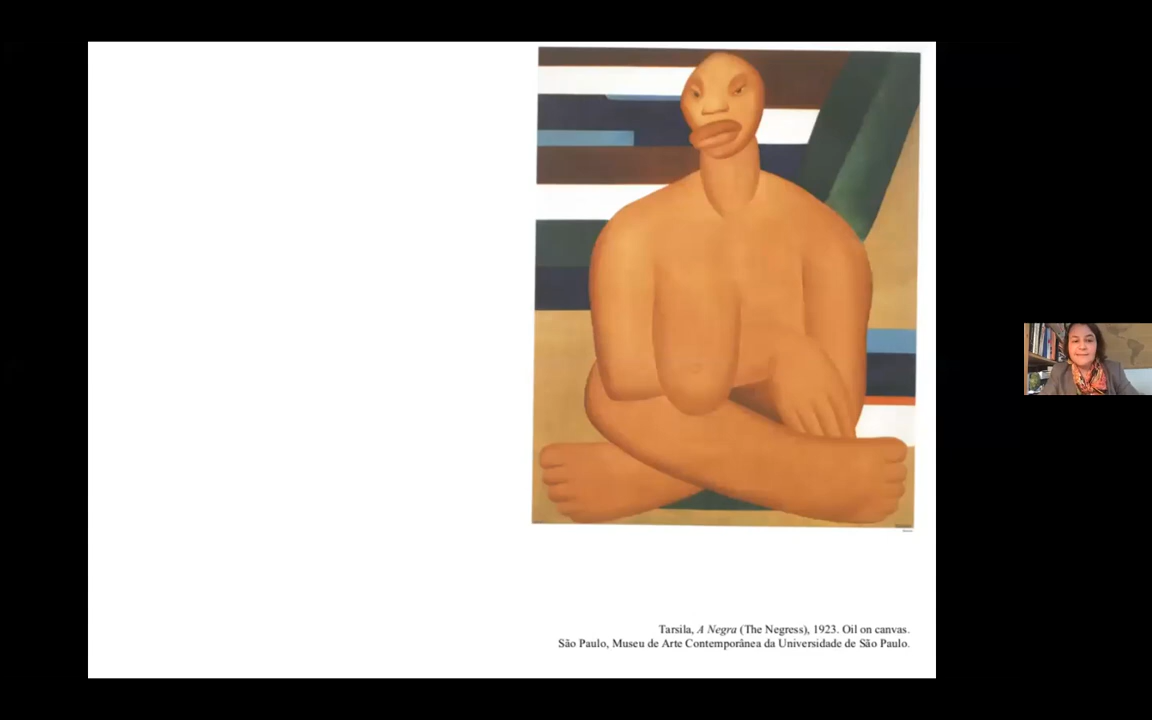 Tarsila, A Negra (The Negress), 1923. Oil on canvas.
São Paulo, Museu de Arte Contemporânea da Universidade de São Paulo.